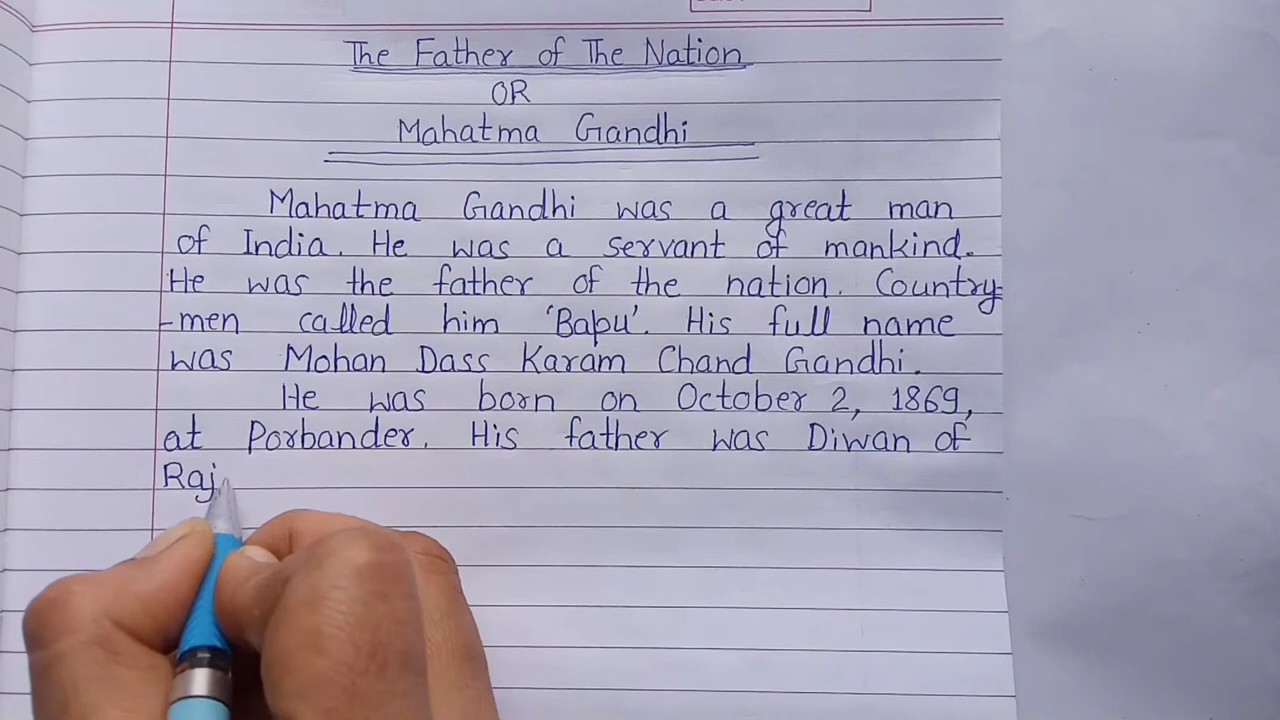 The Father of The Nation
OR
Mahatma Gandhi
Mahatma Gandhi was a great man
of India. He was a servant of mankind.
He was the father of the nation. Country-
-men called him 'Bapu'. His full name
was Mohan Dass Karam Chand Gandhi.
He was born on October 2, 1869,
at Porbander. His father was Diwan of
Raj